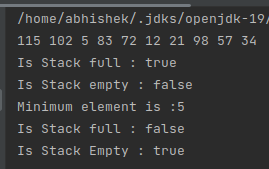 /home/abhishek/.jdks/openjdk-19/
115 102 5 83 72 12 21 98 57 34
Is Stack full : true
Is Stack empty : false
Minimum element is :5
Is Stack full : false
Is Stack Empty : true